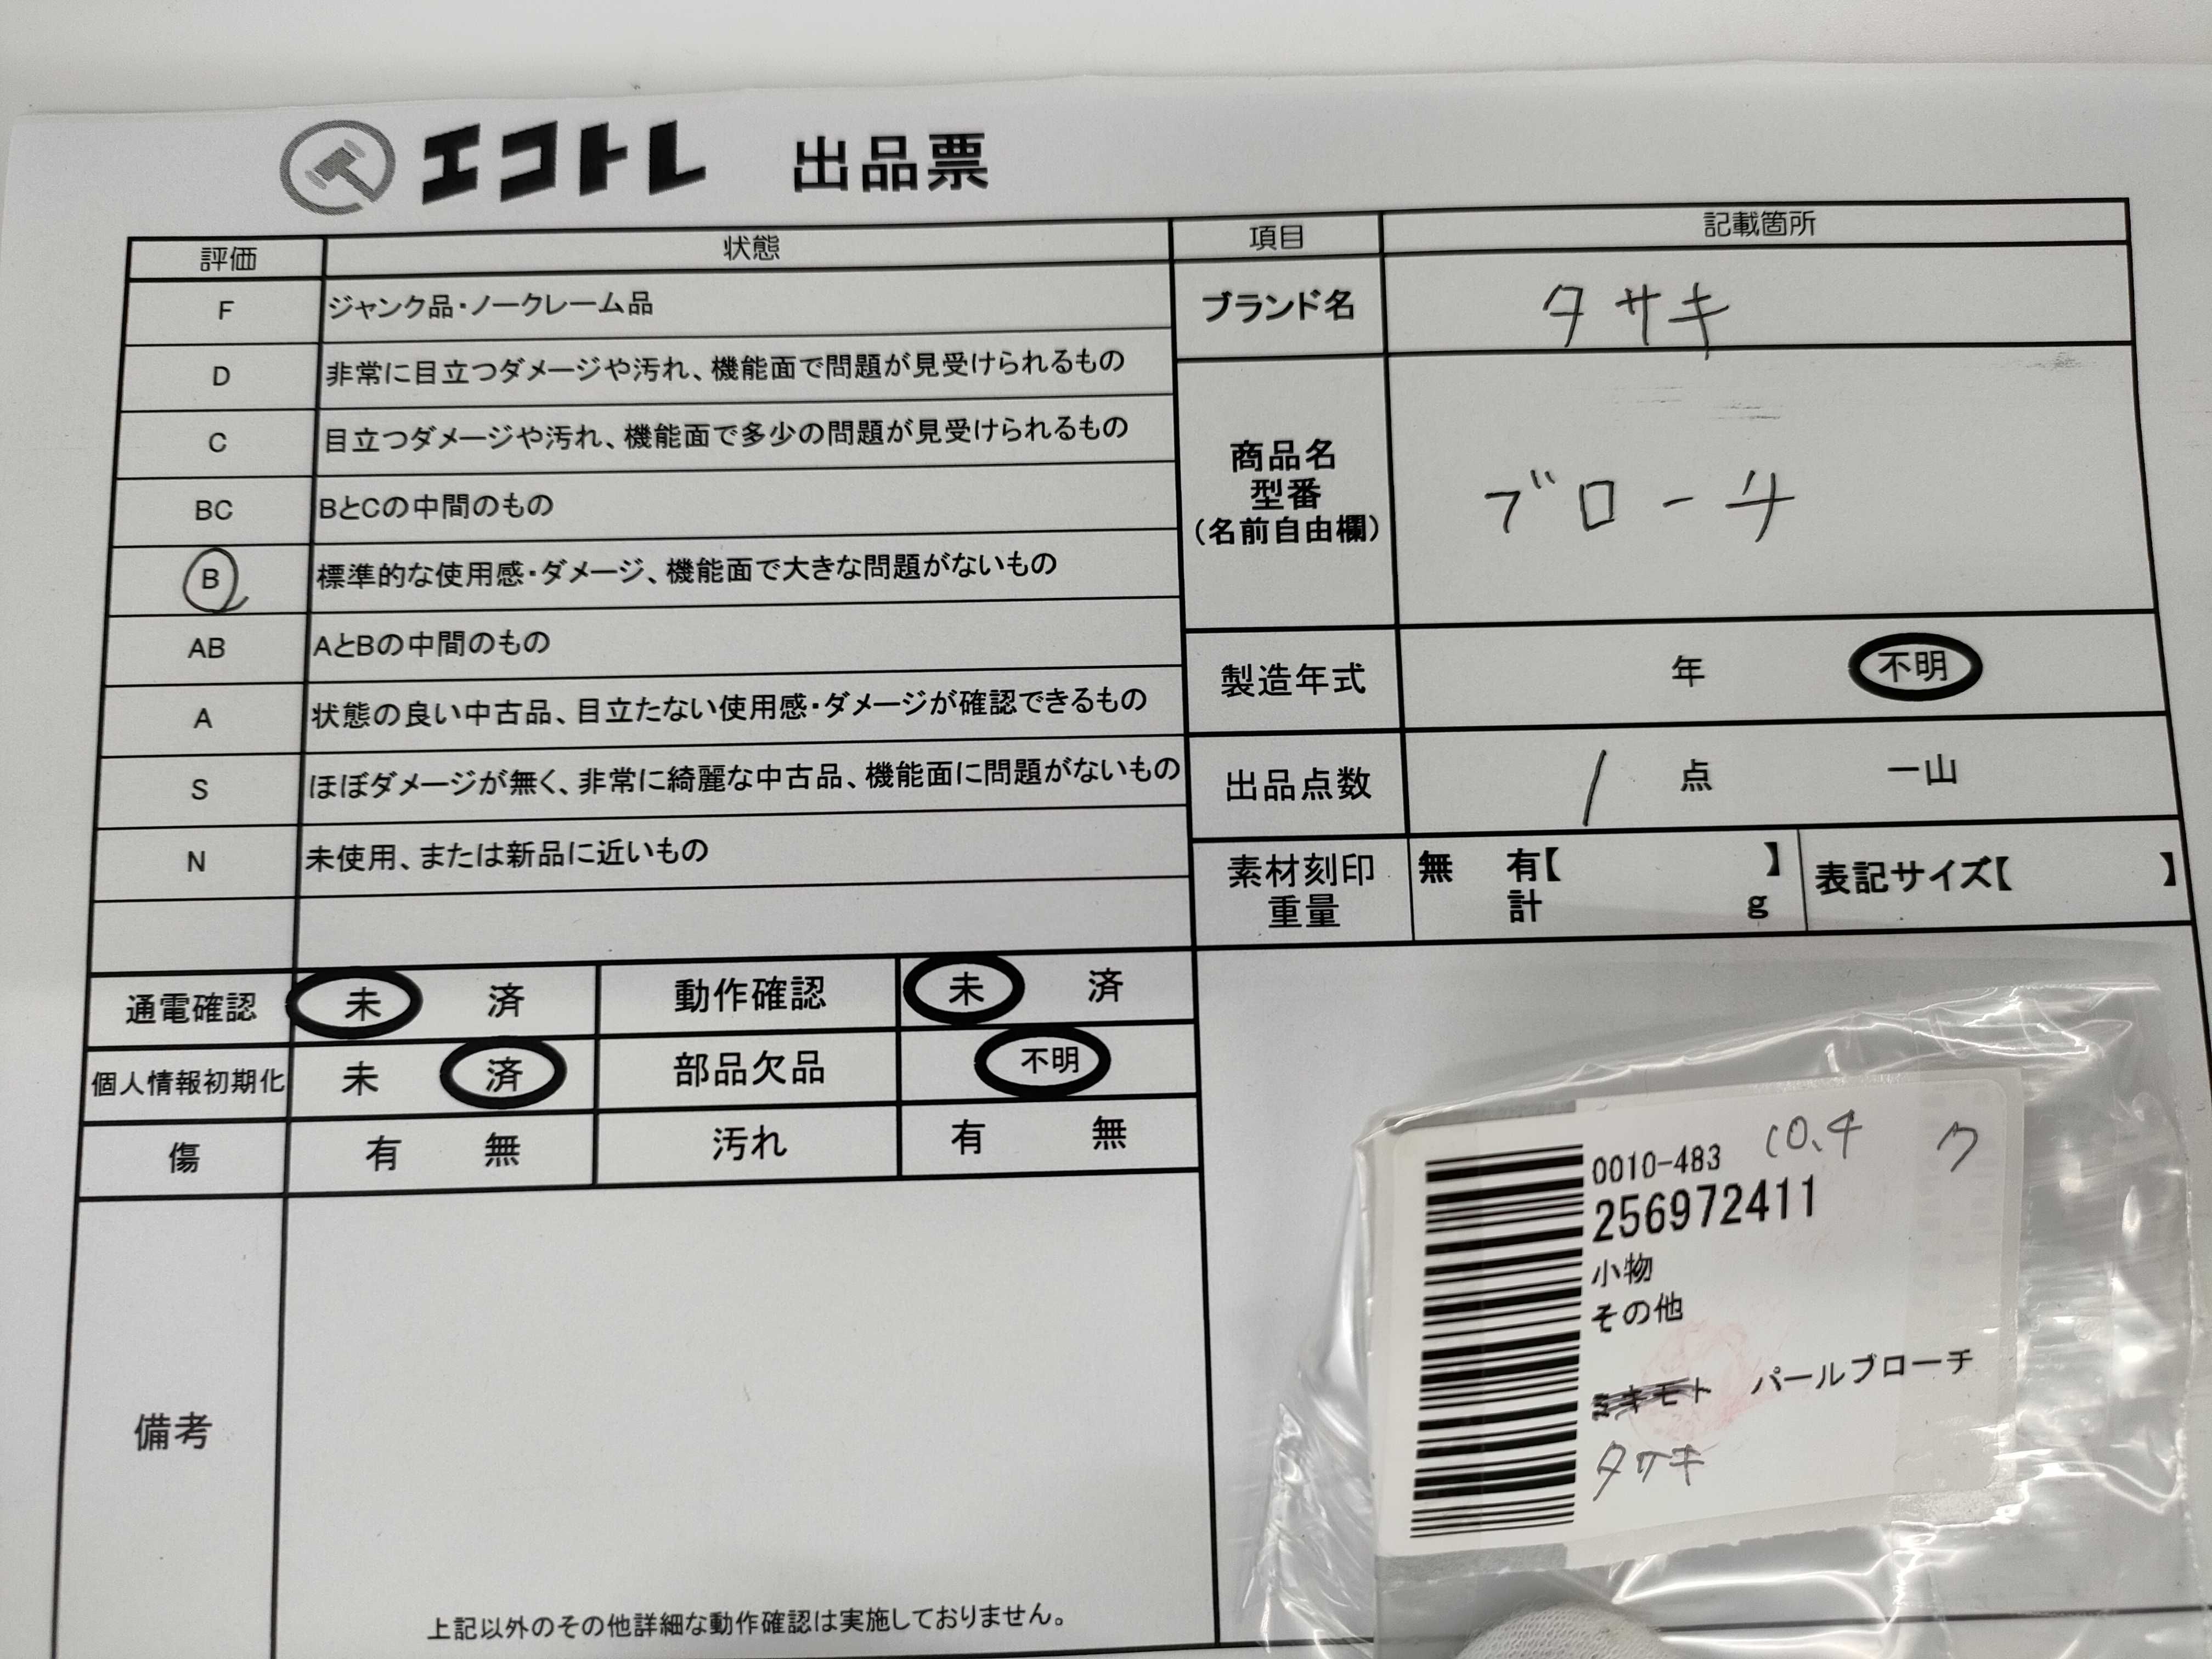 エコトレ 出品票
評価 状態
F ジャンク品・ノークレーム品
D 非常に目立つダメージや汚れ、機能面で問題が見受けられるもの
C 目立つダメージや汚れ、機能面で多少の問題が見受けられるもの
BC BとCの中間のもの
B 標準的な使用感・ダメージ、機能面で大きな問題がないもの
AB AとBの中間のもの
A 状態の良い中古品、目立たない使用感・ダメージが確認できるもの
S ほぼダメージが無く、非常に綺麗な中古品、機能面に問題がないもの
N 未使用、または新品に近いもの
通電確認 未 済 動作確認 未 済
個人情報初期化 未 済 部品欠品 不明
傷 有 無 汚れ 有 無
備考
上記以外のその他詳細な動作確認は実施しておりません。
項目 記載箇所
ブランド名 タサキ
商品名
型番
(名前自由欄)
ブローチ
製造年式 年 不明
出品点数 1 点 一山
素材刻印
重量
無 有【 】
計 g
表記サイズ【 】
0010-483 10.4 ク
256972411
小物
その他
ミキモト パールブローチ
タサキ